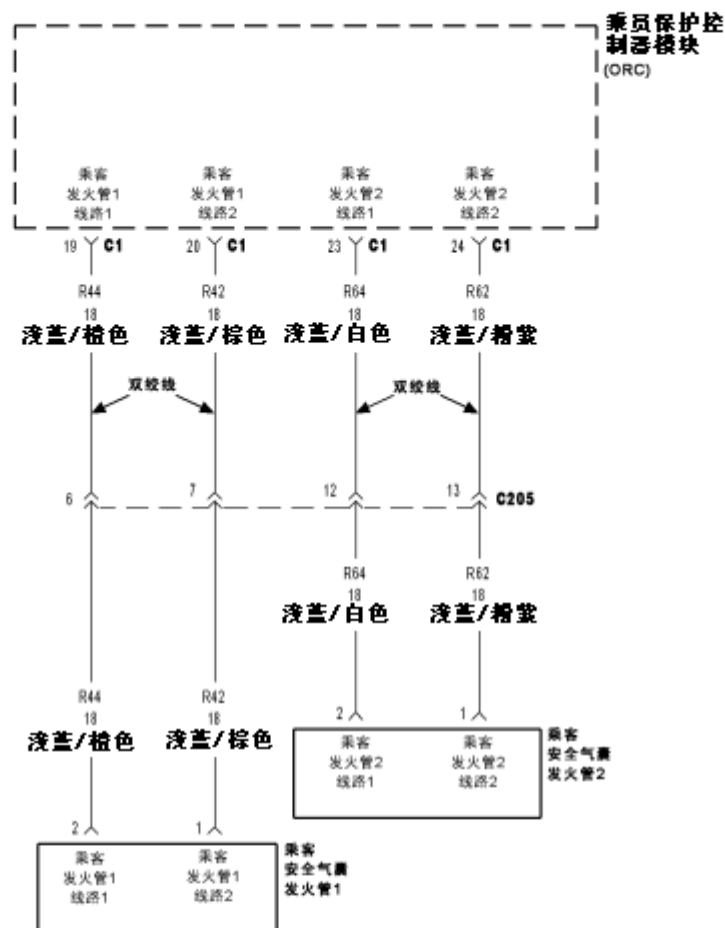 乘员保护控
制器模块
(ORC)
乘客 乘客 乘客 乘客
发火管1 发火管1 发火管2 发火管2
线路1 线路2 线路1 线路2
19 C1 20 C1 23 C1 24 C1
R44 R42 R64 R62
18 18 18 18
浅蓝/橙色 浅蓝/棕色 浅蓝/白色 浅蓝/粉紫
双绞线 双绞线
6 7 12 13 C205
R64 R62
18 18
浅蓝/白色 浅蓝/粉紫
R44 R42
18 18
浅蓝/橙色 浅蓝/棕色
2 1
乘客 乘客
发火管2 发火管2
线路1 线路2
乘客
安全气囊
发火管2
2 1
乘客 乘客
发火管1 发火管1
线路1 线路2
乘客
安全气囊
发火管1